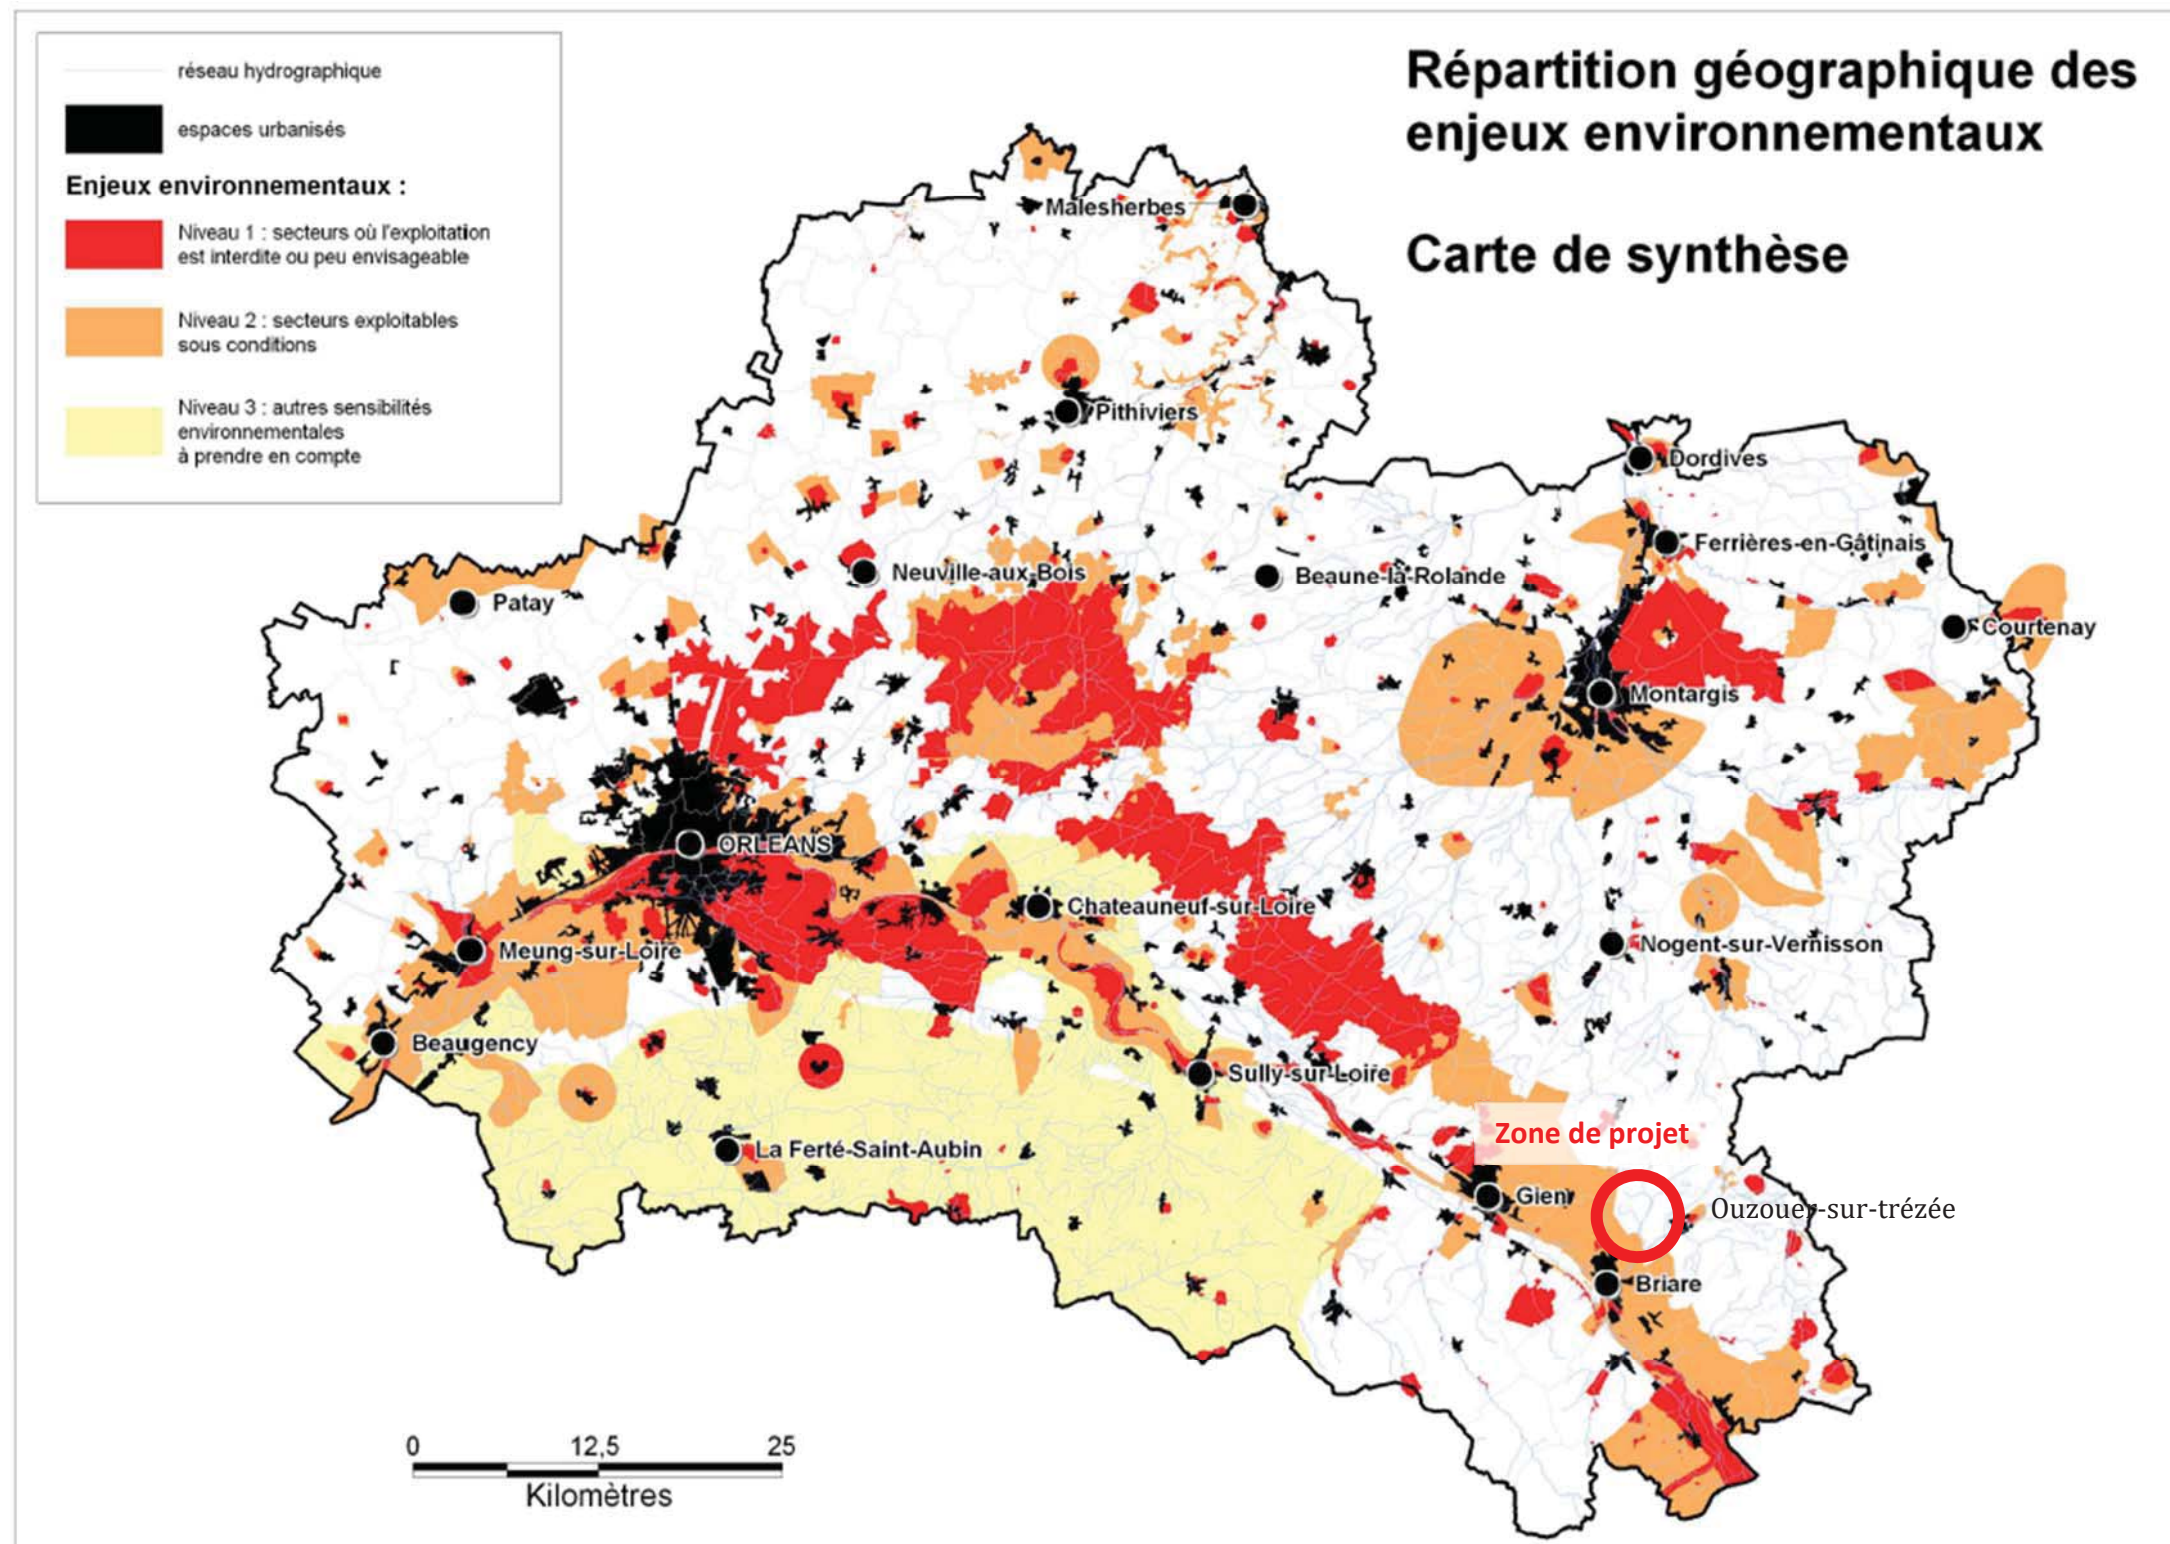 Répartition géographique des
enjeux environnementaux
Carte de synthèse
réseau hydrographique
espaces urbanisés
Enjeux environnementaux :
Niveau 1 : secteurs où l'exploitation
est interdite ou peu envisageable
Niveau 2 : secteurs exploitables
sous conditions
Niveau 3 : autres sensibilités
environnementales
à prendre en compte
Malesherbes
Pithiviers
Dordives
Ferrières-en-Gâtinais
Neuville-aux-Bois
Beaune-la-Rolande
Patay
Courtenay
Montargis
ORLEANS
Chateauneuf-sur-Loire
Nogent-sur-Vernisson
Meung-sur-Loire
Beaugency
Sully-sur-Loire
Zone de projet
La Ferté-Saint-Aubin
Gien
Ouzouer-sur-trézée
Briare
0 12,5 25
Kilomètres